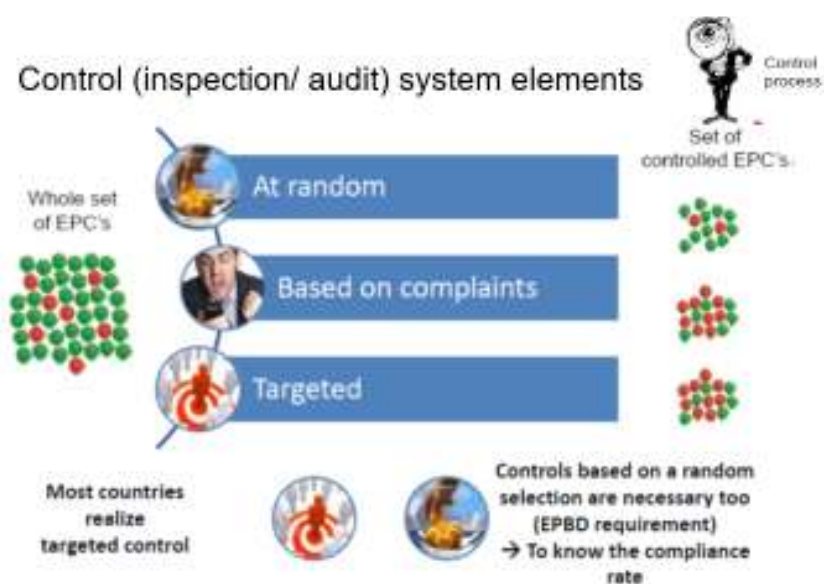 Control (inspection/ audit) system elements
Control
process
Set of
controlled EPC's
Whole set
of EPC's
At random
Based on complaints
Targeted
Most countries
realize
targeted control
Controls based on a random
selection are necessary too
(EPBD requirement)
→ To know the compliance
rate